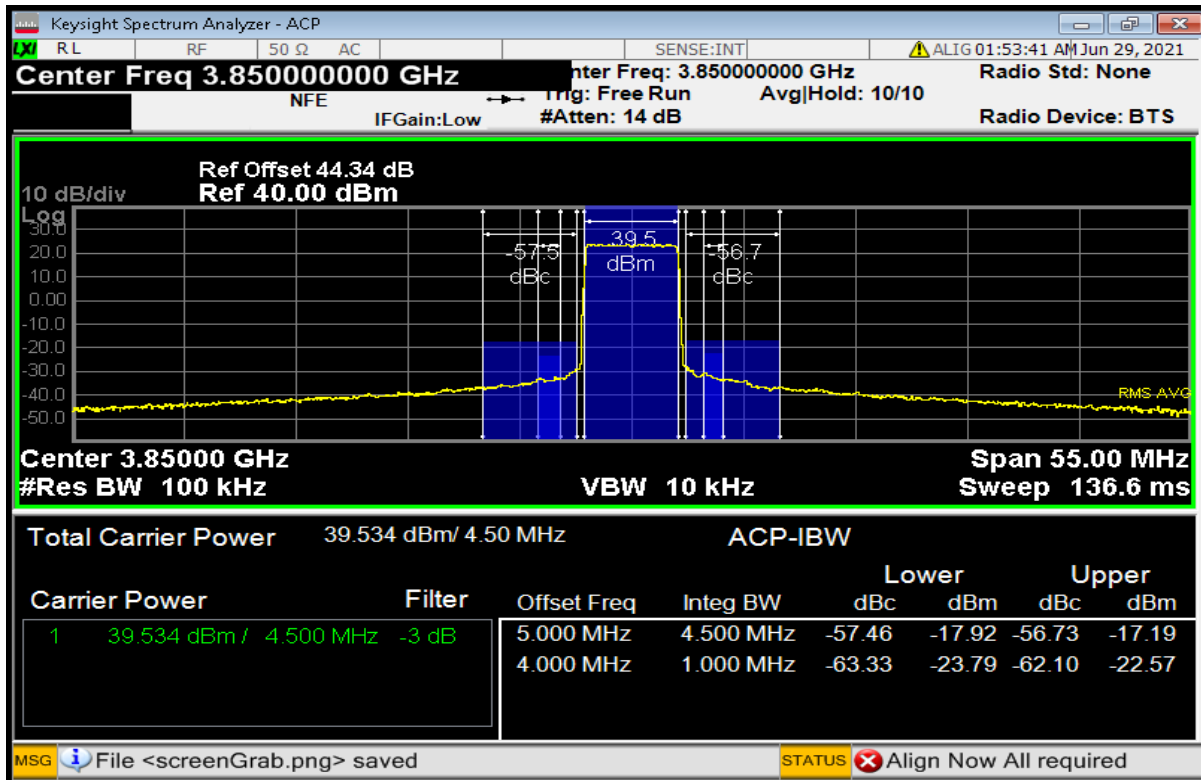 Keysight Spectrum Analyzer - ACP
LXI RL RF 50 Ω AC SENSE:INT ALIG 01:53:41 AM Jun 29, 2021
Center Freq 3.850000000 GHz
nter Freq: 3.850000000 GHz Radio Std: None
NFE Trig: Free Run Avg|Hold: 10/10
IFGain:Low #Atten: 14 dB Radio Device: BTS
Ref Offset 44.34 dB
10 dB/div Ref 40.00 dBm
Log
30.0
20.0
10.0
0.00
-10.0
-20.0
-30.0
-40.0
-50.0
-57.5 dBc
39.5 dBm
-56.7 dBc
RMS AVG
Center 3.85000 GHz Span 55.00 MHz
#Res BW 100 kHz VBW 10 kHz Sweep 136.6 ms
Total Carrier Power 39.534 dBm/ 4.50 MHz ACP-IBW
Lower Upper
Carrier Power Filter Offset Freq Integ BW dBc dBm dBc dBm
1 39.534 dBm / 4.500 MHz -3 dB 5.000 MHz 4.500 MHz -57.46 -17.92 -56.73 -17.19
4.000 MHz 1.000 MHz -63.33 -23.79 -62.10 -22.57
MSG File <screenGrab.png> saved STATUS Align Now All required